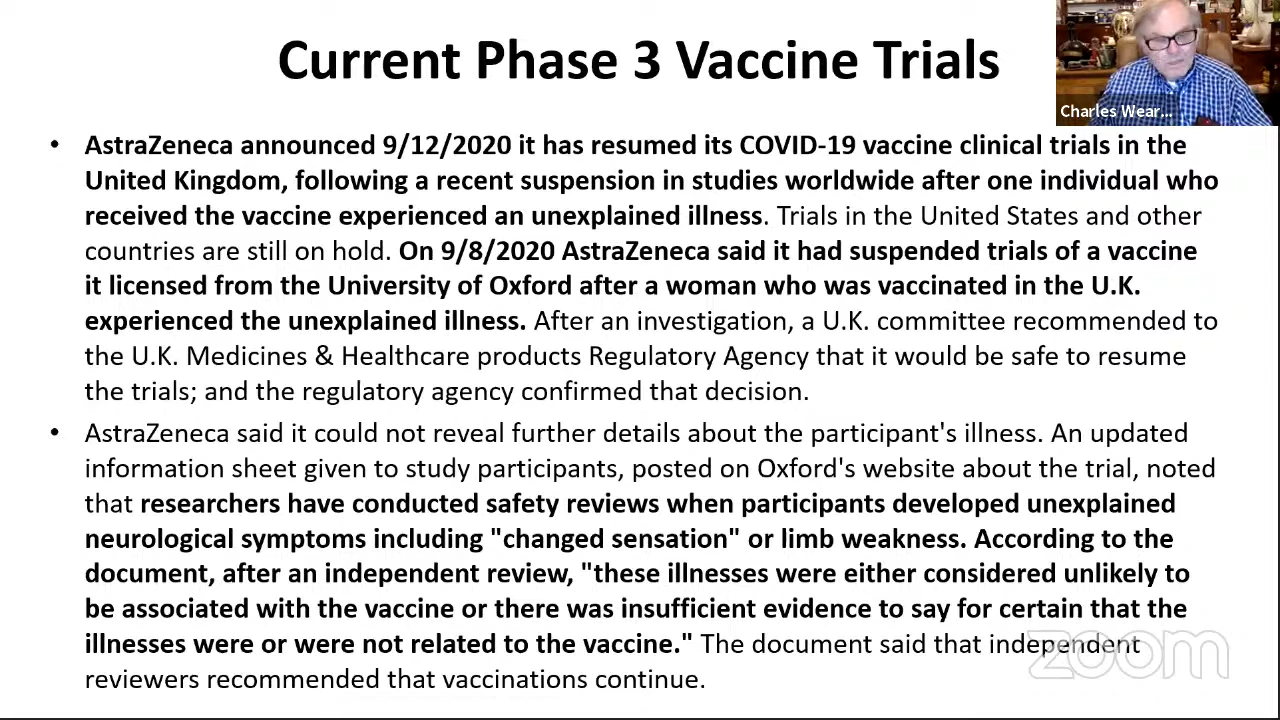 Current Phase 3 Vaccine Trials
Charles Wear...
• AstraZeneca announced 9/12/2020 it has resumed its COVID-19 vaccine clinical trials in the
United Kingdom, following a recent suspension in studies worldwide after one individual who
received the vaccine experienced an unexplained illness. Trials in the United States and other
countries are still on hold. On 9/8/2020 AstraZeneca said it had suspended trials of a vaccine
it licensed from the University of Oxford after a woman who was vaccinated in the U.K.
experienced the unexplained illness. After an investigation, a U.K. committee recommended to
the U.K. Medicines & Healthcare products Regulatory Agency that it would be safe to resume
the trials; and the regulatory agency confirmed that decision.
• AstraZeneca said it could not reveal further details about the participant's illness. An updated
information sheet given to study participants, posted on Oxford's website about the trial, noted
that researchers have conducted safety reviews when participants developed unexplained
neurological symptoms including "changed sensation" or limb weakness. According to the
document, after an independent review, "these illnesses were either considered unlikely to
be associated with the vaccine or there was insufficient evidence to say for certain that the
illnesses were or were not related to the vaccine." The document said that independent
reviewers recommended that vaccinations continue.
zoom